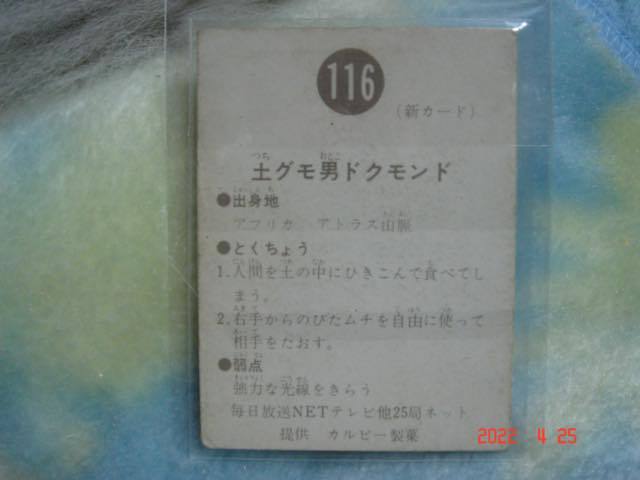 116
（新カード）
土グモ男ドクモンド
●出身地
アフリカ　アトラス山脈
●とくちょう
1.人間を土の中にひきこんで食べてし
まう。
2.右手からのびたムチを自由に使って
相手をたおす。
●弱点
強力な光線をきらう
毎日放送NETテレビ他25局ネット
提供　カルビー製菓
2022 4 25